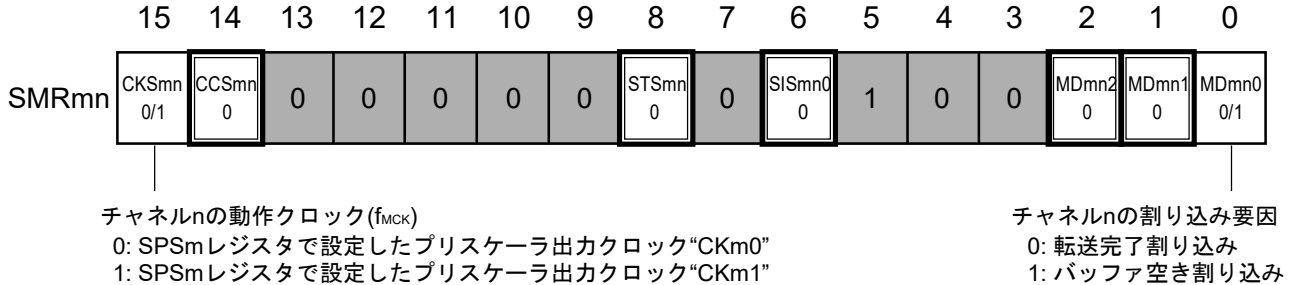 15 14 13 12 11 10 9 8 7 6 5 4 3 2 1 0
SMRmn CKSmn CCSmn 0 0 0 0 0 STSmn 0 SISmn0 1 0 0 MDmn2 MDmn1 MDmn0
0/1 0 0 0 0 0 0/1
チャネルnの動作クロック(fMCK)
0: SPSmレジスタで設定したプリスケーラ出力クロック“CKm0”
1: SPSmレジスタで設定したプリスケーラ出力クロック“CKm1”
チャネルnの割り込み要因
0: 転送完了割り込み
1: バッファ空き割り込み